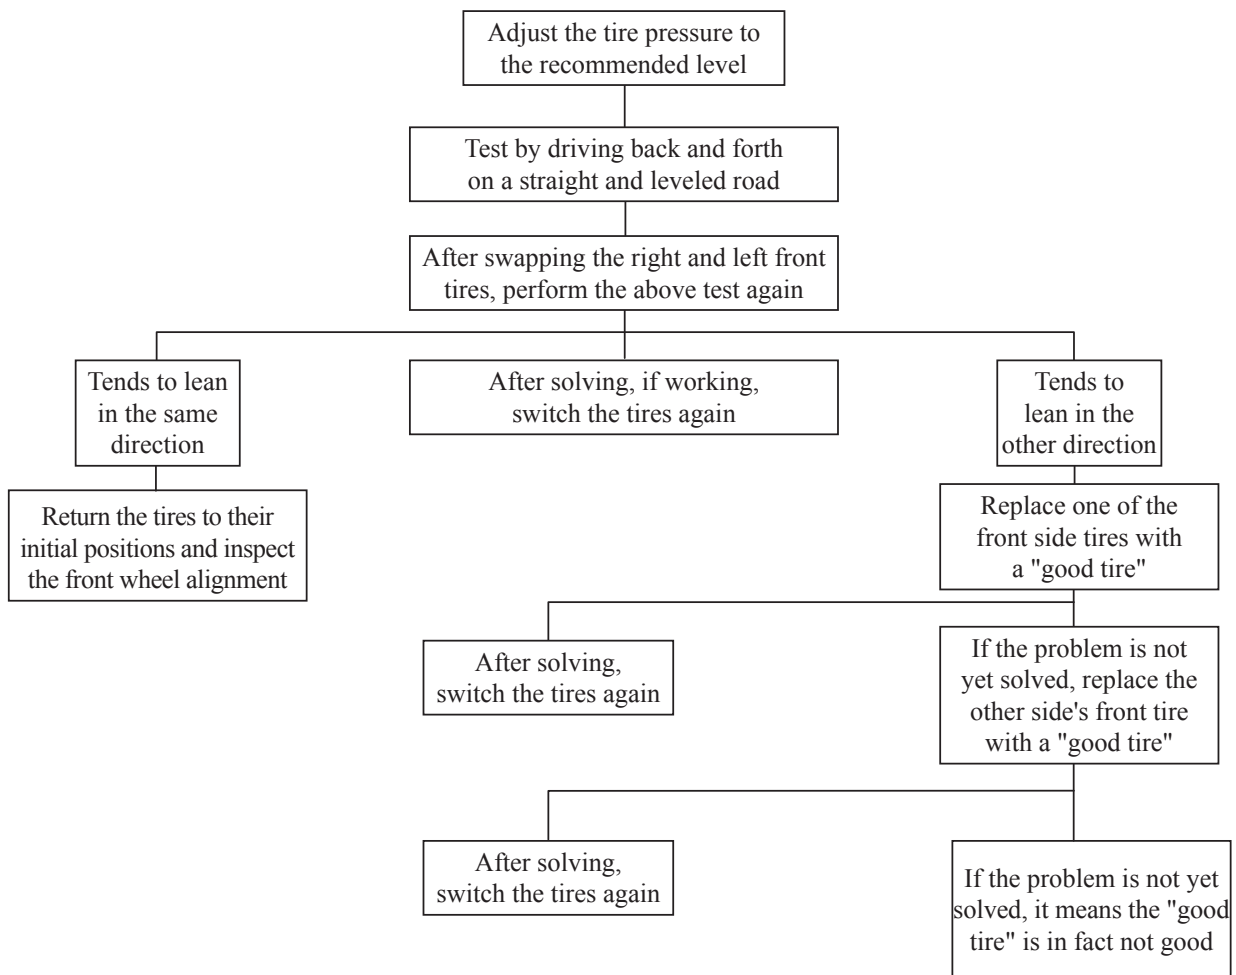 Adjust the tire pressure to
the recommended level
Test by driving back and forth
on a straight and leveled road
After swapping the right and left front
tires, perform the above test again
Tends to lean
in the same
direction
After solving, if working,
switch the tires again
Tends to
lean in the
other direction
Return the tires to their
initial positions and inspect
the front wheel alignment
Replace one of the
front side tires with
a "good tire"
After solving,
switch the tires again
If the problem is not
yet solved, replace the
other side's front tire
with a "good tire"
After solving,
switch the tires again
If the problem is not yet
solved, it means the "good
tire" is in fact not good